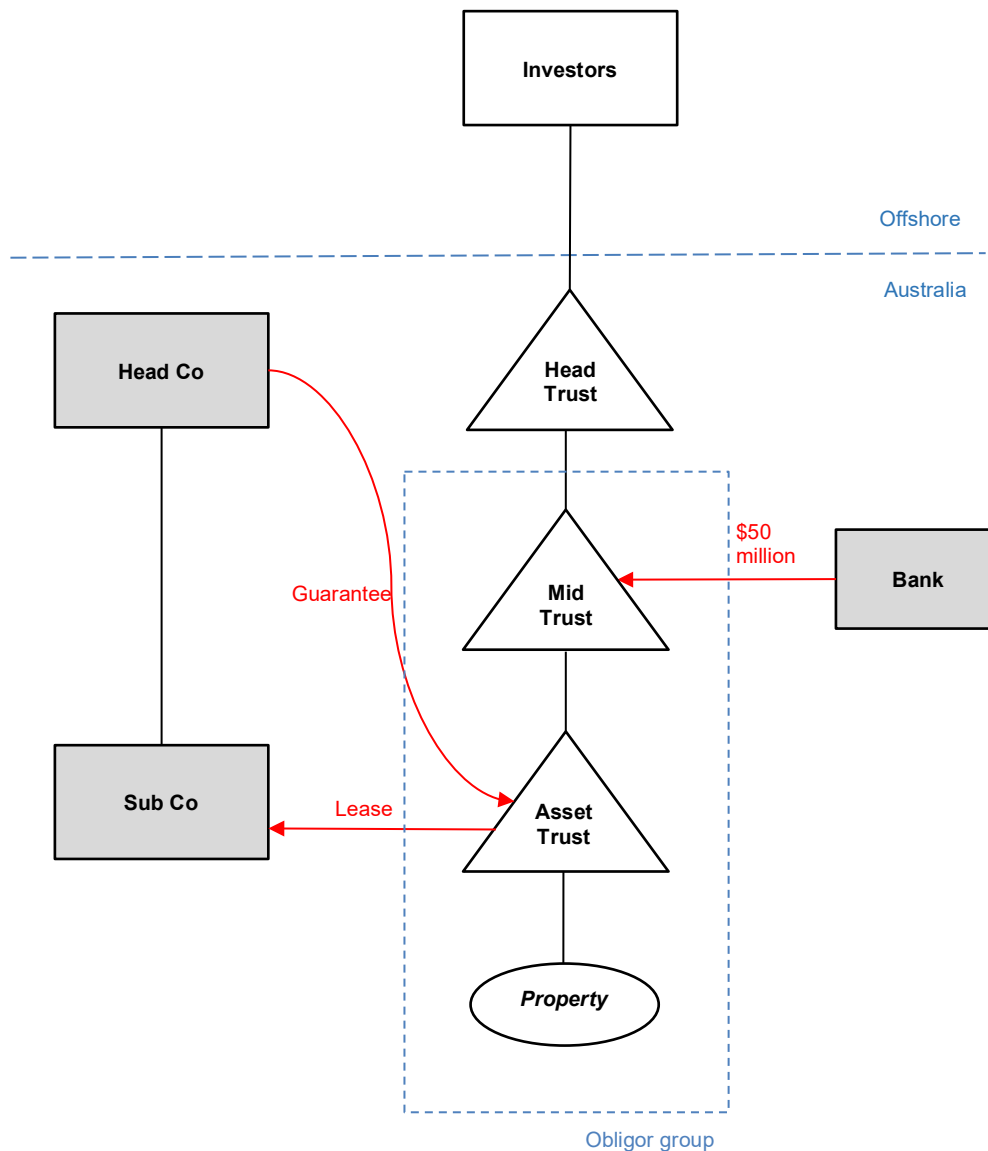 Investors
Offshore
Australia
Head Co
Head
Trust
$50
million
Bank
Guarantee
Mid
Trust
Sub Co
Lease
Asset
Trust
Property
Obligor group